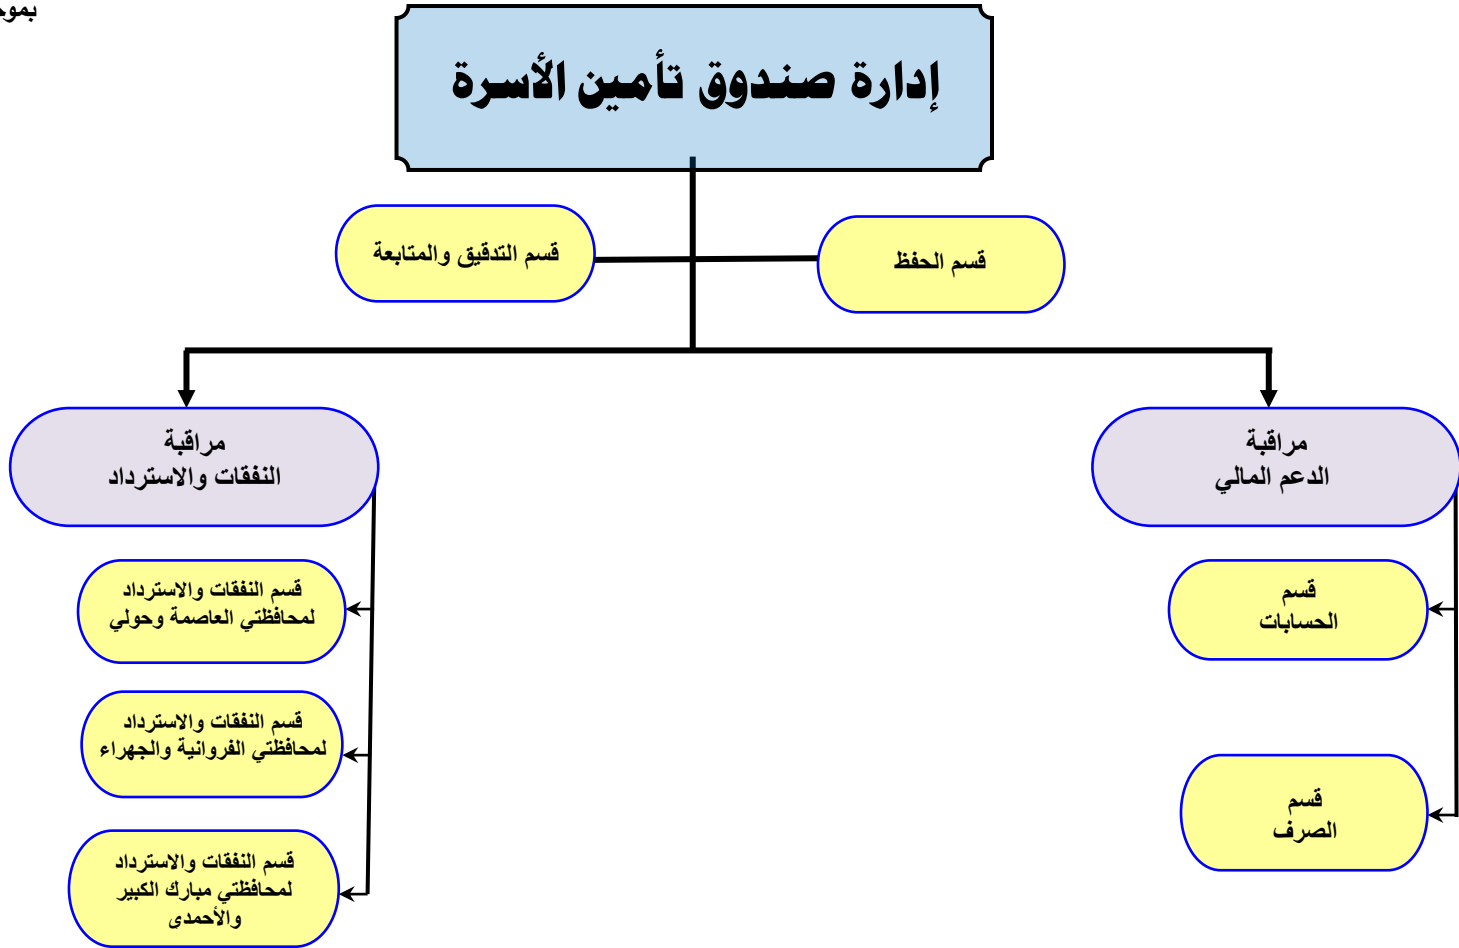 إدارة صندوق تأمين الأسرة
قسم الحفظ
قسم التدقيق والمتابعة
مراقبة
الدعم المالي
قسم
الحسابات
قسم
الصرف
مراقبة
النفقات والاسترداد
قسم النفقات والاسترداد
لمحافظتي العاصمة وحولي
قسم النفقات والاسترداد
لمحافظتي الفروانية والجهراء
قسم النفقات والاسترداد
لمحافظتي مبارك الكبير
والأحمدى